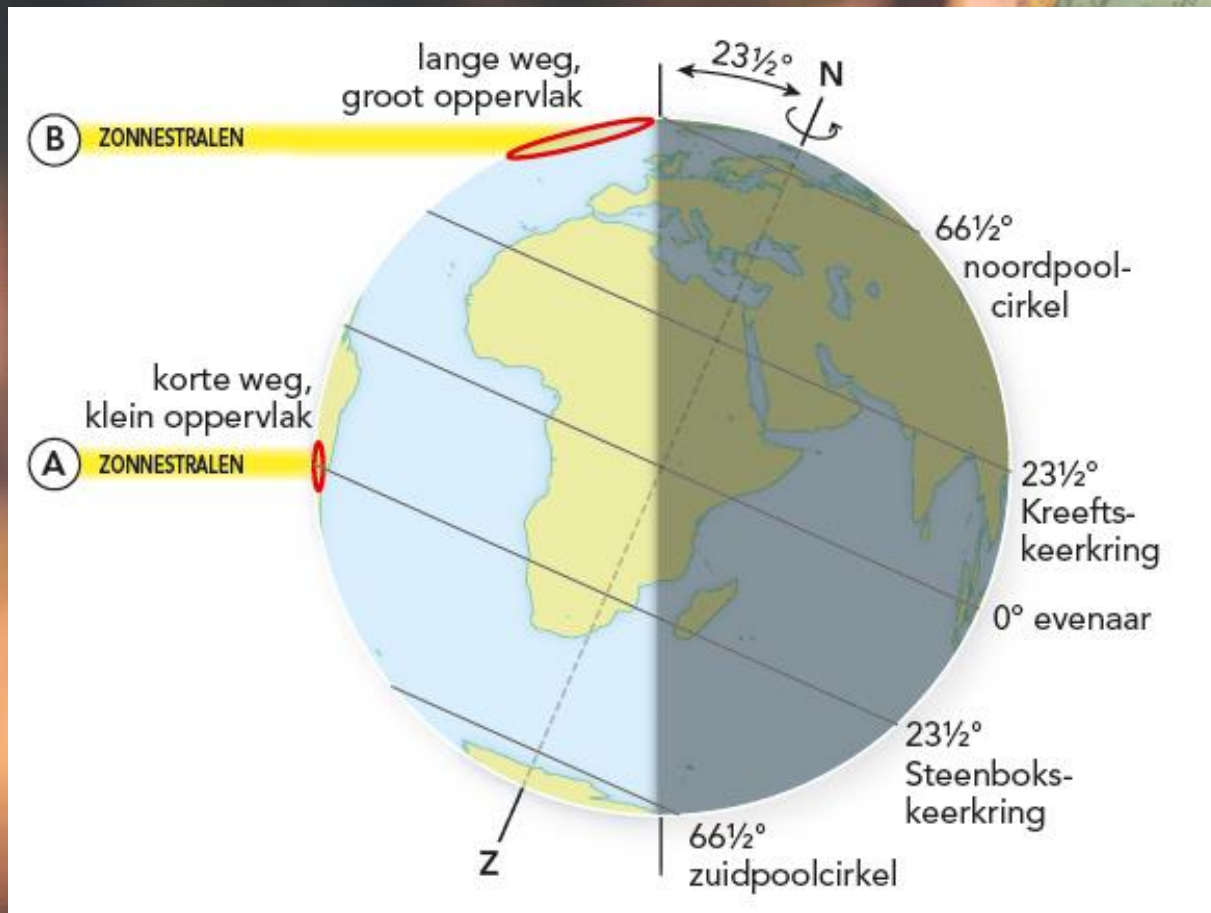 lange weg,
groot oppervlak
23½°
N
B ZONNESTRALEN
66½°
noordpool-
cirkel
korte weg,
klein oppervlak
A ZONNESTRALEN
23½°
Kreefts-
keerkring
0° evenaar
23½°
Steenboks-
keerkring
Z
66½°
zuidpoolcirkel